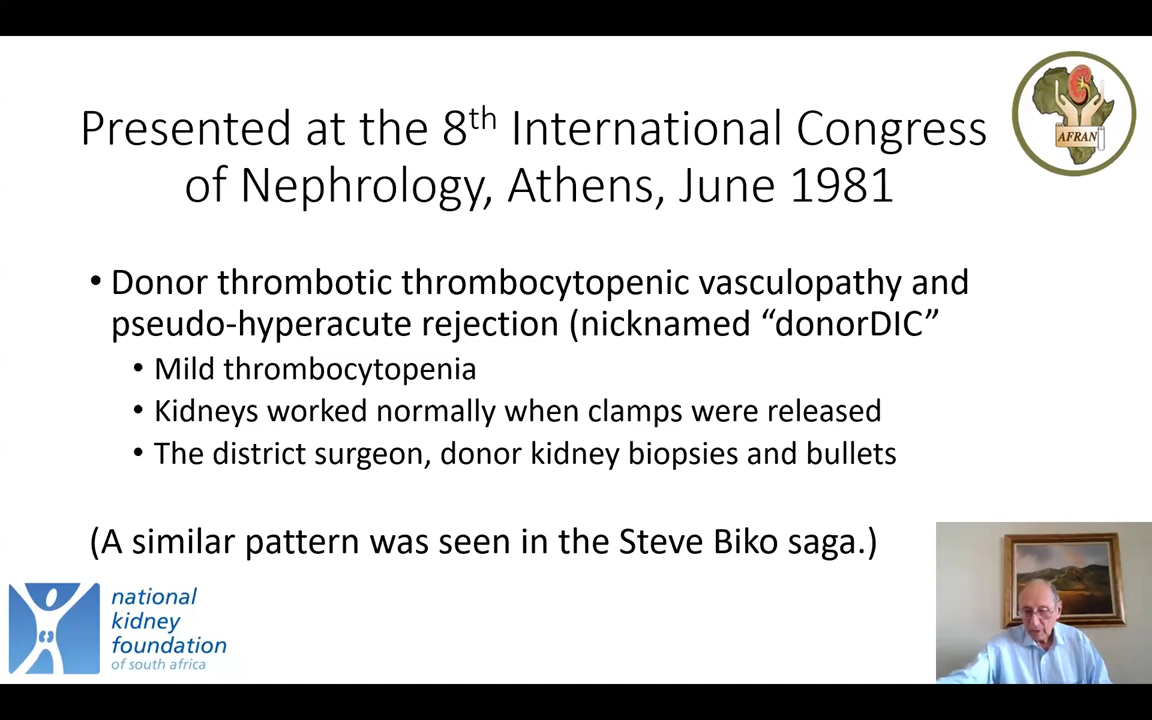 Presented at the 8th International Congress
of Nephrology, Athens, June 1981
AFRAN
• Donor thrombotic thrombocytopenic vasculopathy and
pseudo-hyperacute rejection (nicknamed “donorDIC”
• Mild thrombocytopenia
• Kidneys worked normally when clamps were released
• The district surgeon, donor kidney biopsies and bullets
(A similar pattern was seen in the Steve Biko saga.)
national
kidney
foundation
of south africa